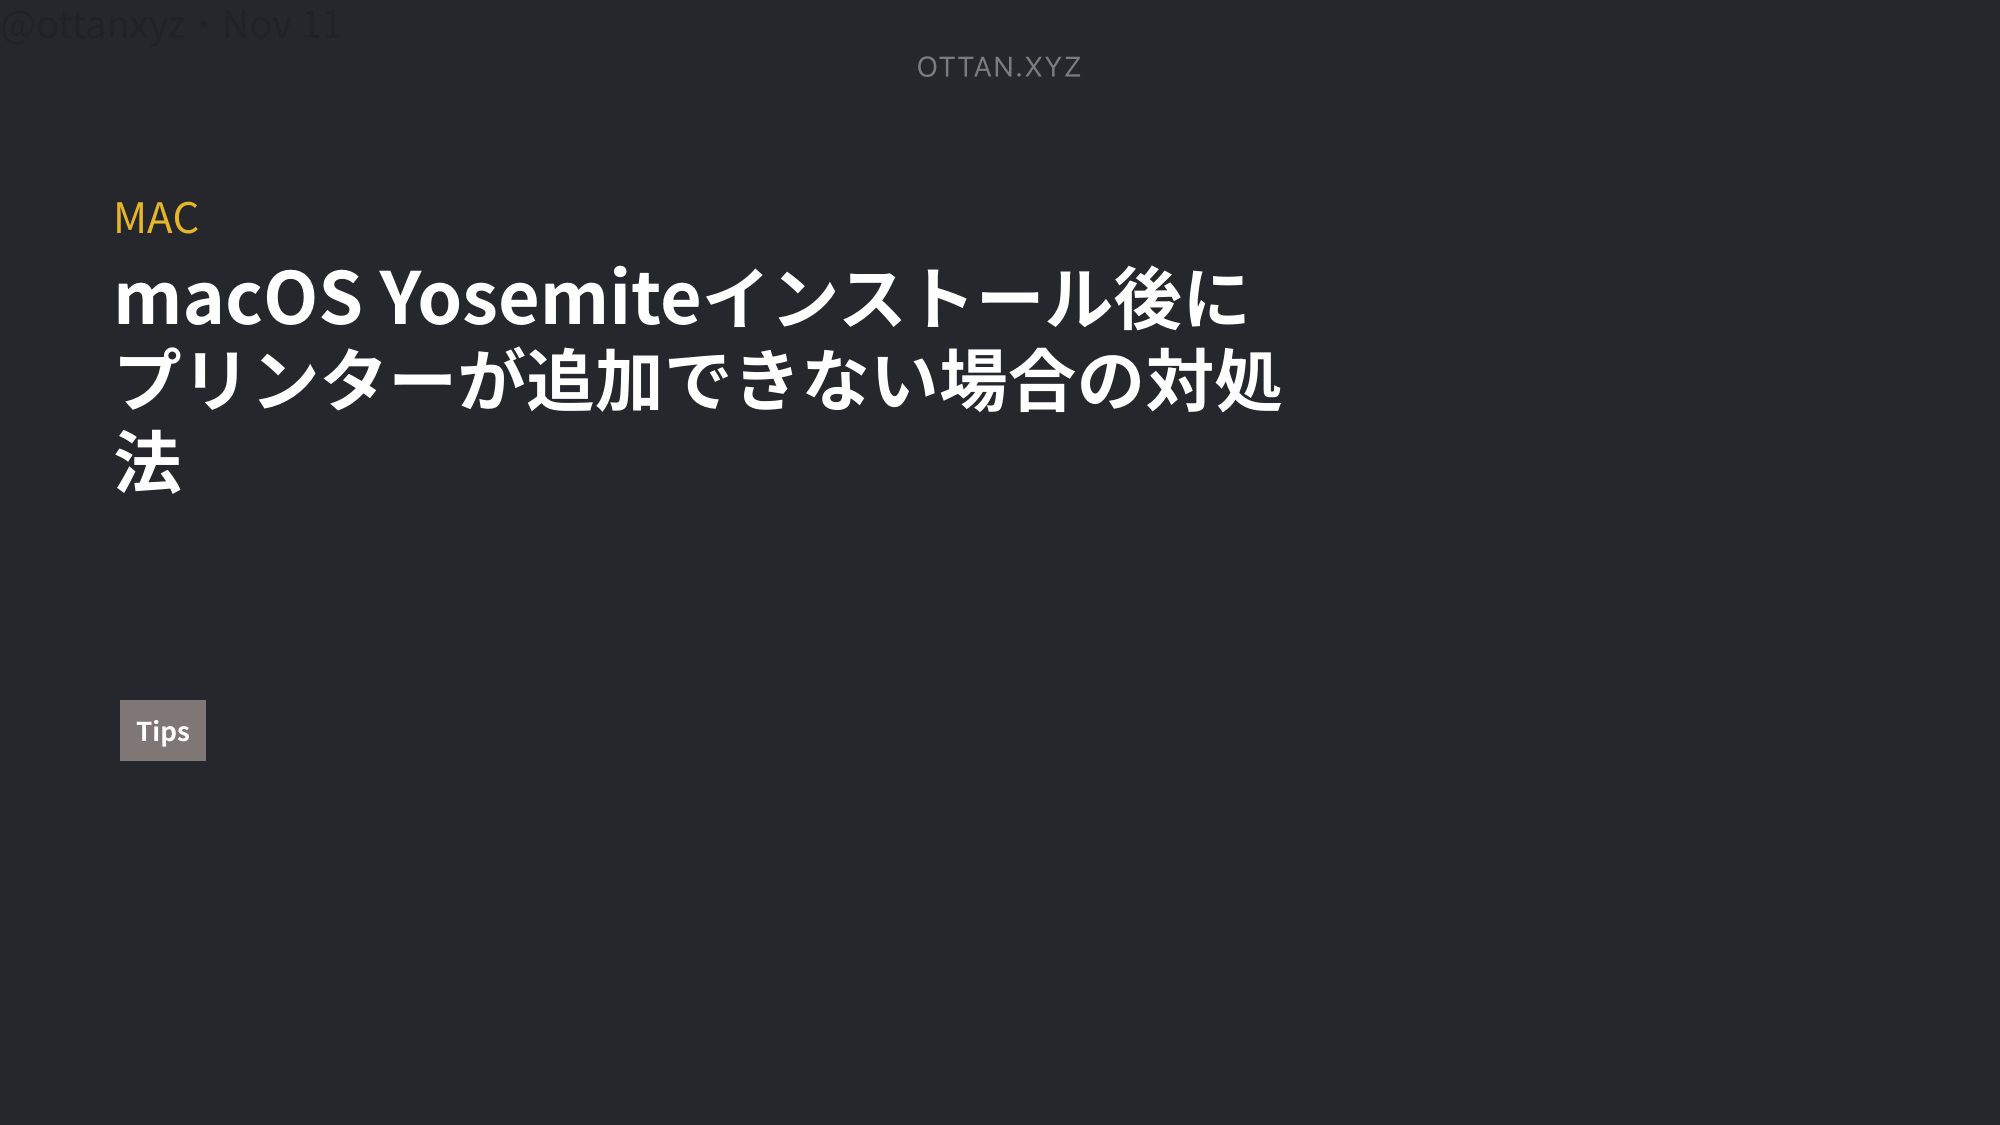 @ottanxyz・Nov 11
OTTAN.XYZ
MAC
macOS Yosemiteインストール後に
プリンターが追加できない場合の対処
法
Tips